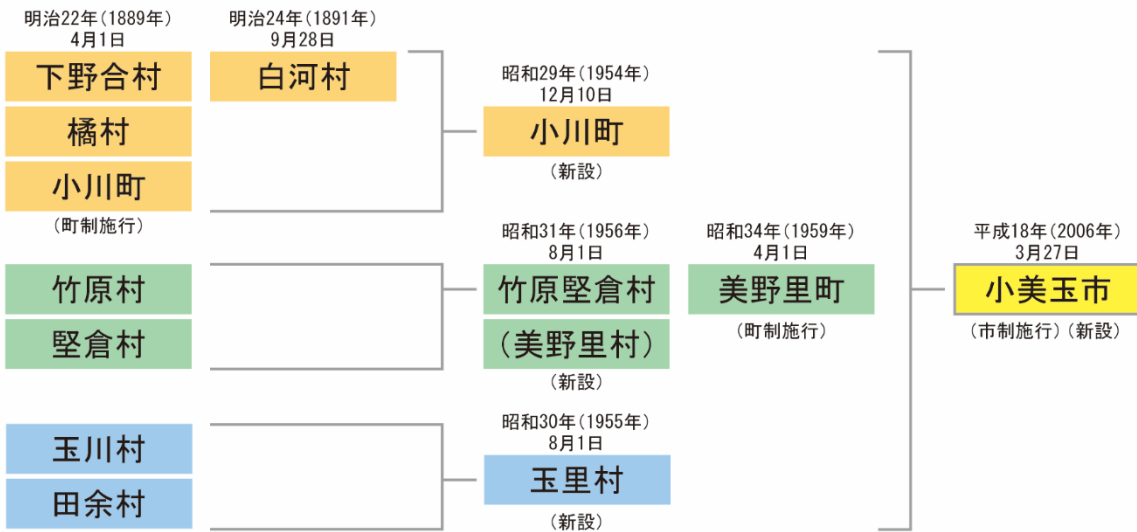 明治22年（1889年）
4月1日
下野合村
橘村
小川町
（町制施行）
明治24年（1891年）
9月28日
白河村
昭和29年（1954年）
12月10日
小川町
（新設）
竹原村
堅倉村
昭和31年（1956年）
8月1日
竹原堅倉村
（美野里村）
（新設）
昭和34年（1959年）
4月1日
美野里町
（町制施行）
玉川村
田余村
昭和30年（1955年）
8月1日
玉里村
（新設）
平成18年（2006年）
3月27日
小美玉市
（市制施行）（新設）